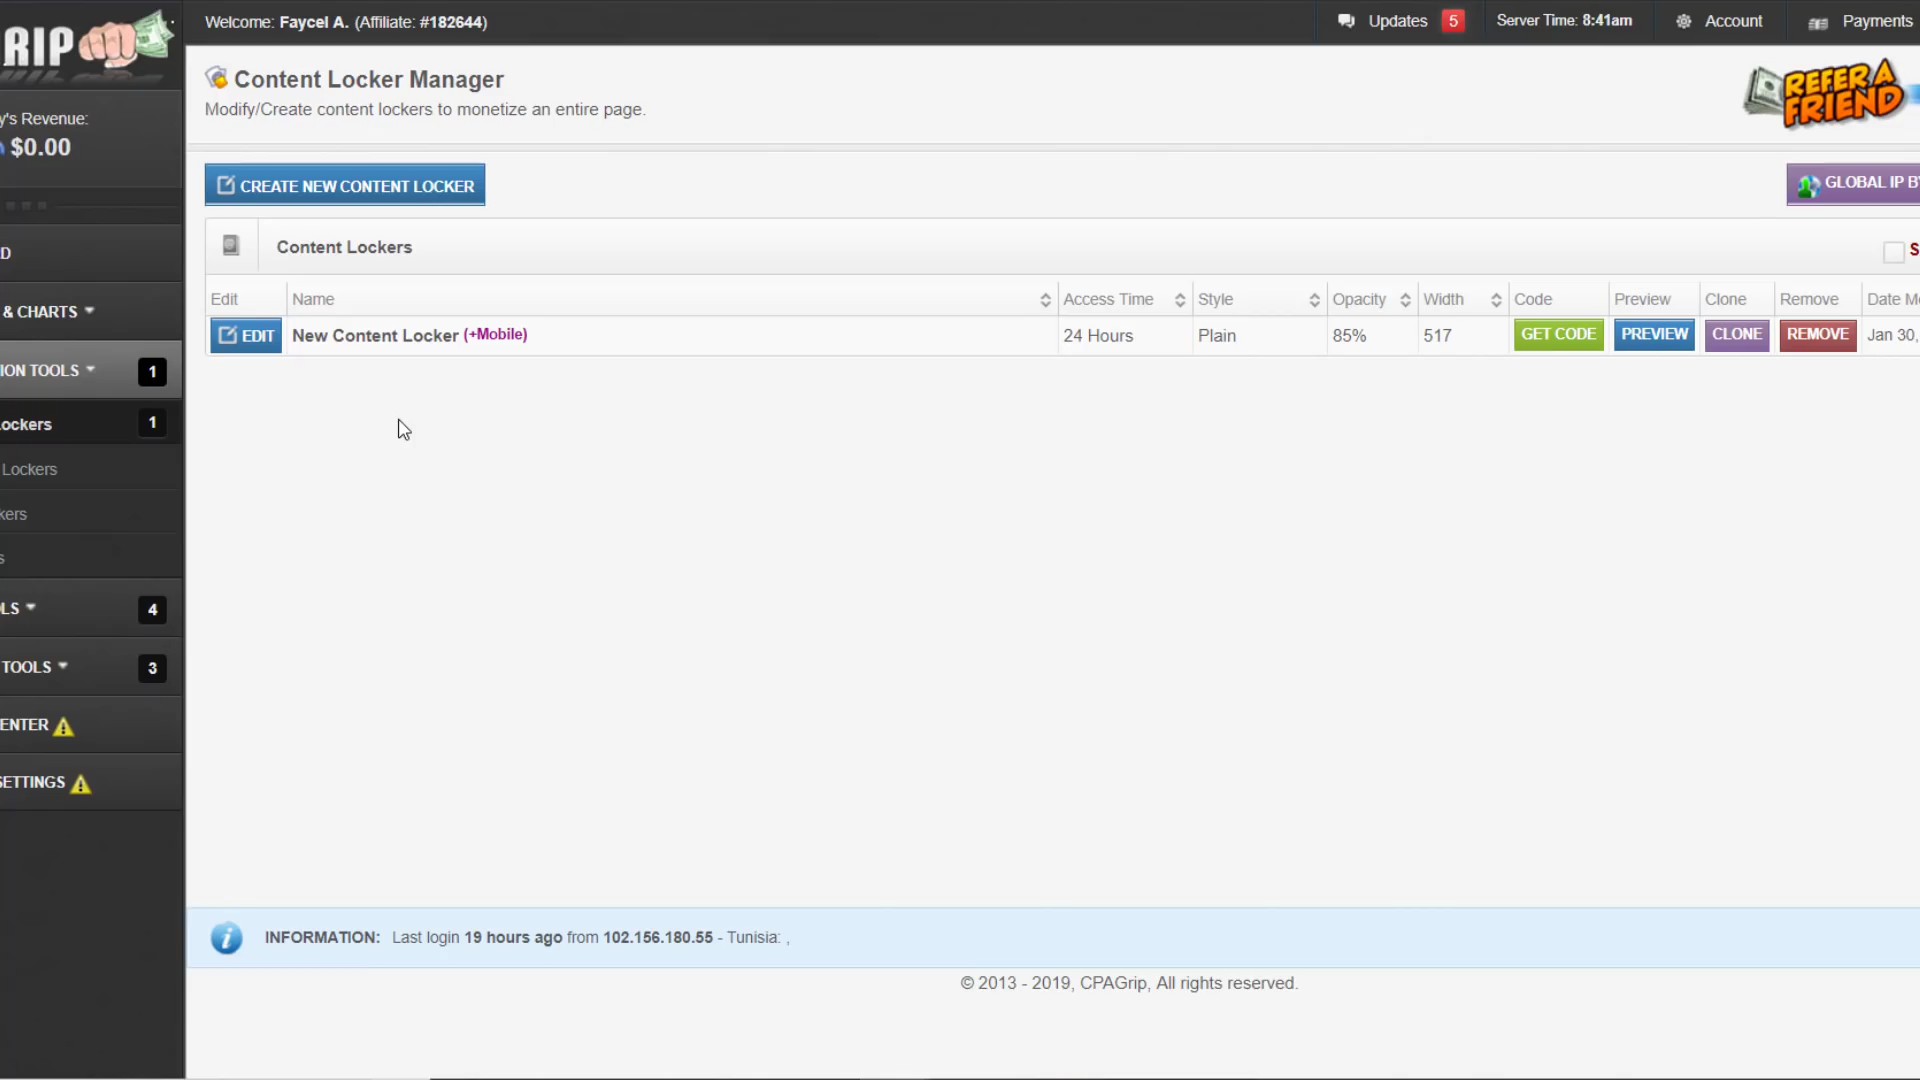 RIP
Welcome: Faycel A. (Affiliate: #182644)
Updates 5
Server Time: 8:41am
Account
Payments
Content Locker Manager
Modify/Create content lockers to monetize an entire page.
REFER A
FRIEND
y's Revenue:
$0.00
CREATE NEW CONTENT LOCKER
GLOBAL IP B
Content Lockers
S
Edit Name Access Time Style Opacity Width Code Preview Clone Remove Date M
EDIT New Content Locker (+Mobile) 24 Hours Plain 85% 517 GET CODE PREVIEW CLONE REMOVE Jan 30,
D
& CHARTS
ION TOOLS 1
ockers 1
Lockers
kers
s
LS 4
TOOLS 3
ENTER
SETTINGS
INFORMATION: Last login 19 hours ago from 102.156.180.55 - Tunisia: ,
© 2013 - 2019, CPAGrip, All rights reserved.